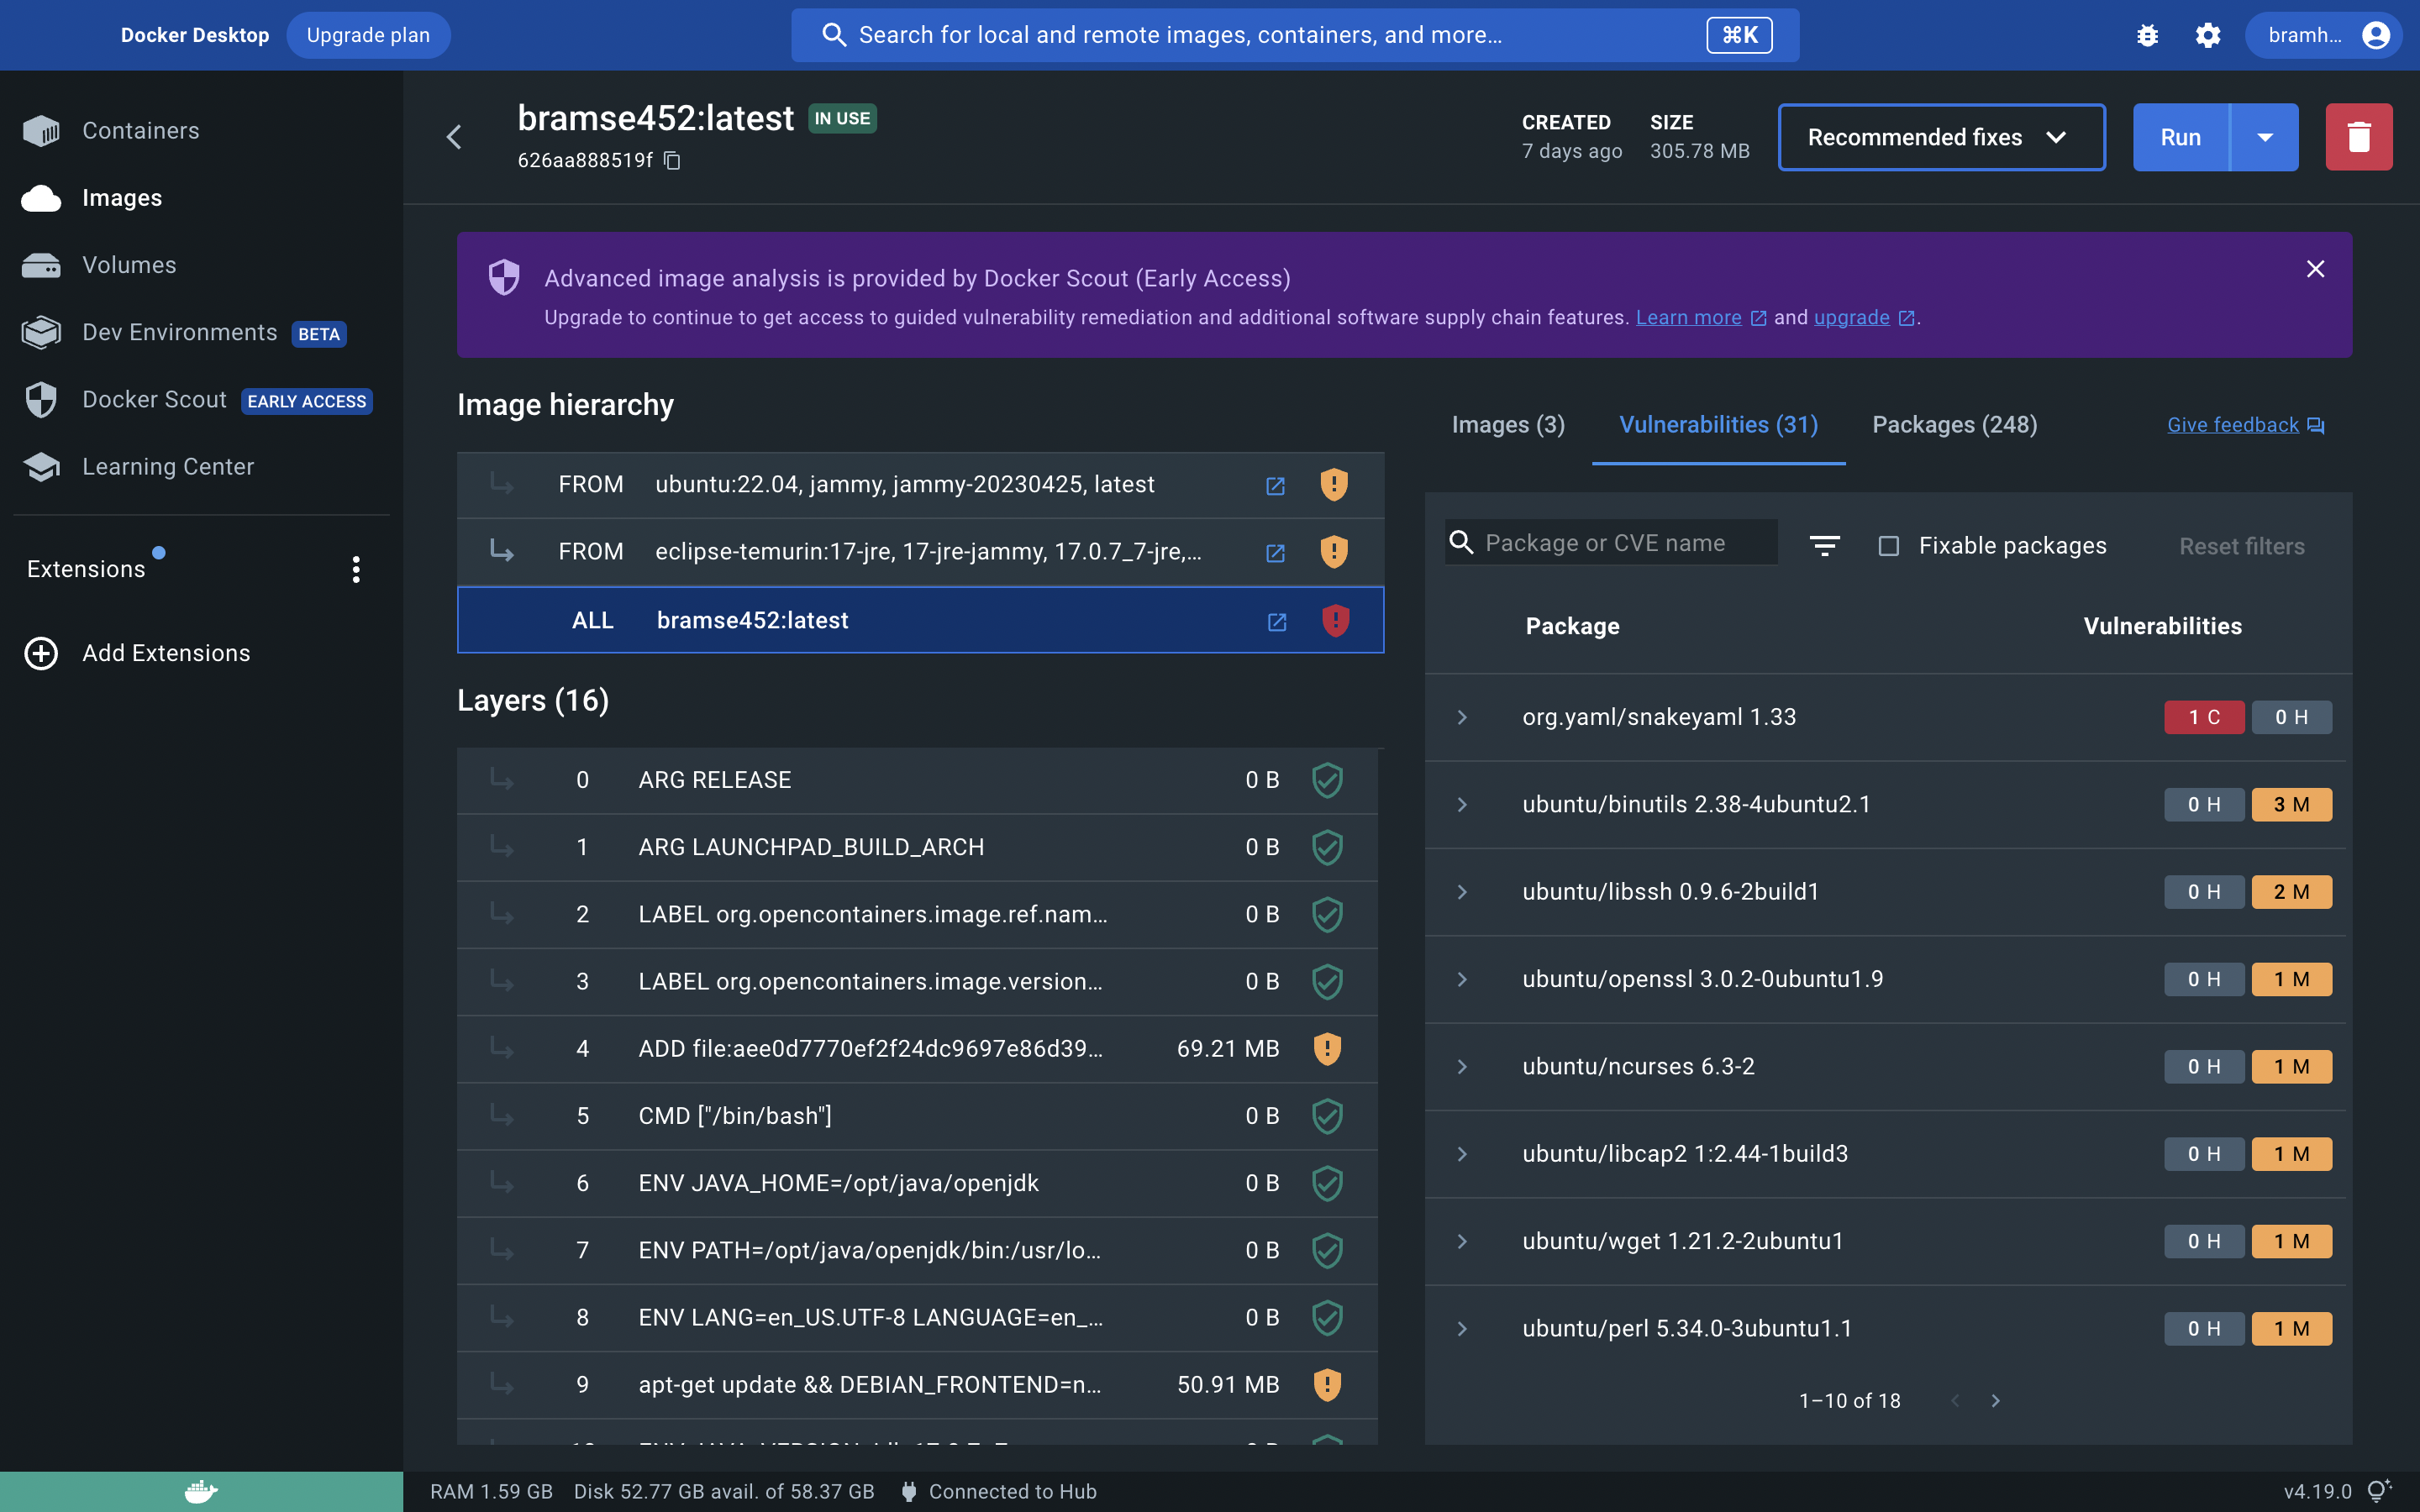 Docker Desktop Upgrade plan
Search for local and remote images, containers, and more... ⌘K
bramh...
Containers
Images
Volumes
Dev Environments BETA
Docker Scout EARLY ACCESS
Learning Center
Extensions
Add Extensions
bramse452:latest IN USE
626aa888519f
CREATED
7 days ago
SIZE
305.78 MB
Recommended fixes
Run
Advanced image analysis is provided by Docker Scout (Early Access)
Upgrade to continue to get access to guided vulnerability remediation and additional software supply chain features. Learn more and upgrade .
Image hierarchy
FROM ubuntu:22.04, jammy, jammy-20230425, latest
FROM eclipse-temurin:17-jre, 17-jre-jammy, 17.0.7_7-jre,...
ALL bramse452:latest
Layers (16)
0 ARG RELEASE 0 B
1 ARG LAUNCHPAD_BUILD_ARCH 0 B
2 LABEL org.opencontainers.image.ref.nam... 0 B
3 LABEL org.opencontainers.image.version... 0 B
4 ADD file:aee0d7770ef2f24dc9697e86d39... 69.21 MB
5 CMD ["/bin/bash"] 0 B
6 ENV JAVA_HOME=/opt/java/openjdk 0 B
7 ENV PATH=/opt/java/openjdk/bin:/usr/lo... 0 B
8 ENV LANG=en_US.UTF-8 LANGUAGE=en_... 0 B
9 apt-get update && DEBIAN_FRONTEND=n... 50.91 MB
Images (3) Vulnerabilities (31) Packages (248) Give feedback
Package or CVE name Fixable packages Reset filters
Package Vulnerabilities
org.yaml/snakeyaml 1.33 1 C 0 H
ubuntu/binutils 2.38-4ubuntu2.1 0 H 3 M
ubuntu/libssh 0.9.6-2build1 0 H 2 M
ubuntu/openssl 3.0.2-0ubuntu1.9 0 H 1 M
ubuntu/ncurses 6.3-2 0 H 1 M
ubuntu/libcap2 1:2.44-1build3 0 H 1 M
ubuntu/wget 1.21.2-2ubuntu1 0 H 1 M
ubuntu/perl 5.34.0-3ubuntu1.1 0 H 1 M
1–10 of 18
RAM 1.59 GB Disk 52.77 GB avail. of 58.37 GB Connected to Hub
v4.19.0